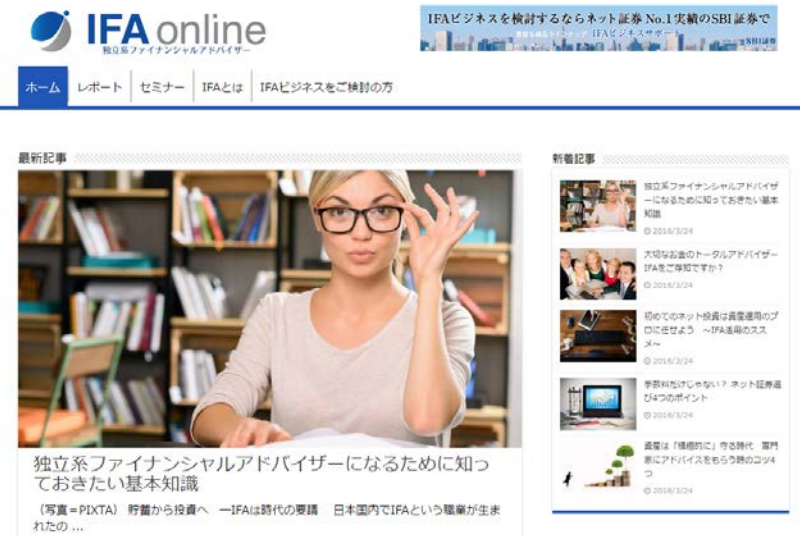 IFA online
独立系ファイナンシャルアドバイザー
IFAビジネスを検討するならネット証券No.1実績のSBI証券で
IFAビジネスサポート
SBI証券
ホーム
レポート
セミナー
IFAとは
IFAビジネスをご検討の方
最新記事
独立系ファイナンシャルアドバイザーになるために知っ
ておきたい基本知識
（写真＝PIXTA） 貯蓄から投資へ　―IFAは時代の要請　 日本国内でIFAという職業が生ま
れたの ...
新着記事
独立系ファイナンシャルアドバイザ
ーになるために知っておきたい基本
知識
2016/3/24
大切なお金のトータルアドバイザー
IFAをご存知ですか？
2016/3/24
初めてのネット投資は資産運用のプ
ロに任せよう　～IFA活用のスス
メ～
2016/3/24
手数料だけじゃない？ ネット証券選
び4つのポイント
2016/3/24
資産は「積極的に」守る時代　専門
家にアドバイスをもらう時のコツ4
つ
2016/3/24